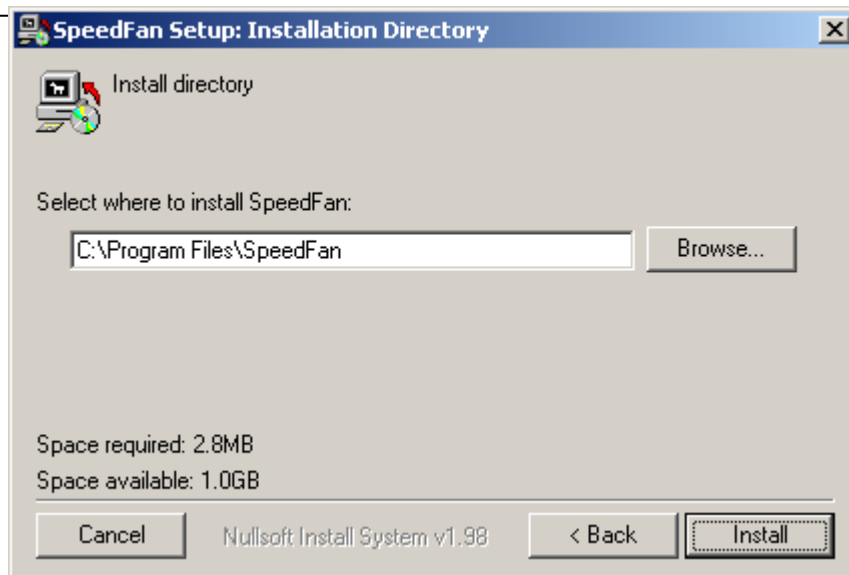 SpeedFan Setup: Installation Directory
Install directory
Select where to install SpeedFan:
C:\Program Files\SpeedFan
Browse...
Space required: 2.8MB
Space available: 1.0GB
Cancel
Nullsoft Install System v1.98
< Back
Install